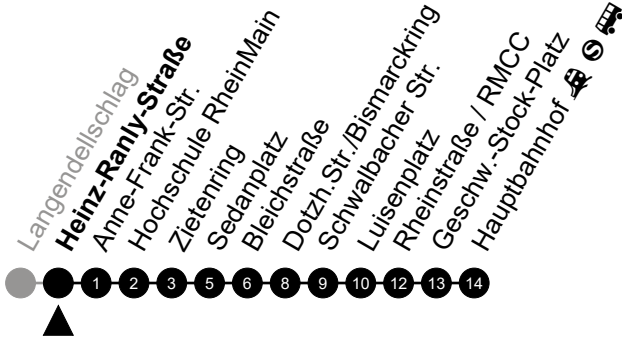 Langendellschlag
Heinz-Ranly-Straße
Anne-Frank-Str.
Hochschule RheinMain
Zietenring
Sedanplatz
Bleichstraße
Dotzh.Str./Bismarckring
Schwalbacher Str.
Luisenplatz
Rheinstraße / RMCC
Geschw.-Stock-Platz
Hauptbahnhof S
1 2 3 5 6 8 9 10 12 13 14